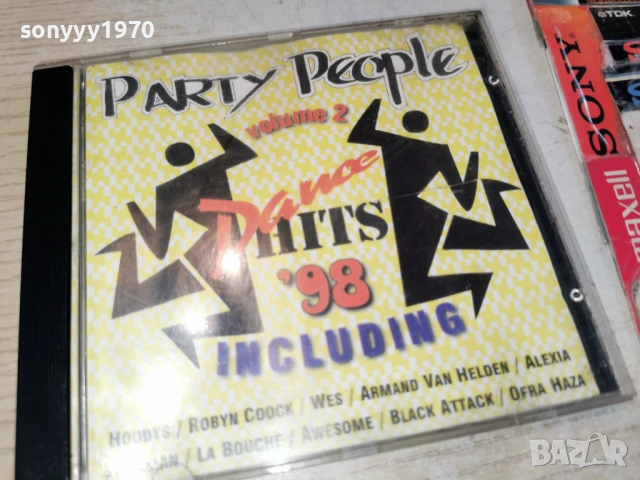 sonyyy1970
PARTY PEOPLE
volume 2
Dance
HITS
'98
INCLUDING
HOODYS / ROBYN COOCK / WES / ARMAND VAN HELDEN / ALEXIA
/ LA BOUCHE / AWESOME / BLACK ATTACK / OFRA HAZA
TDK
SONY
maxell
BAZAR